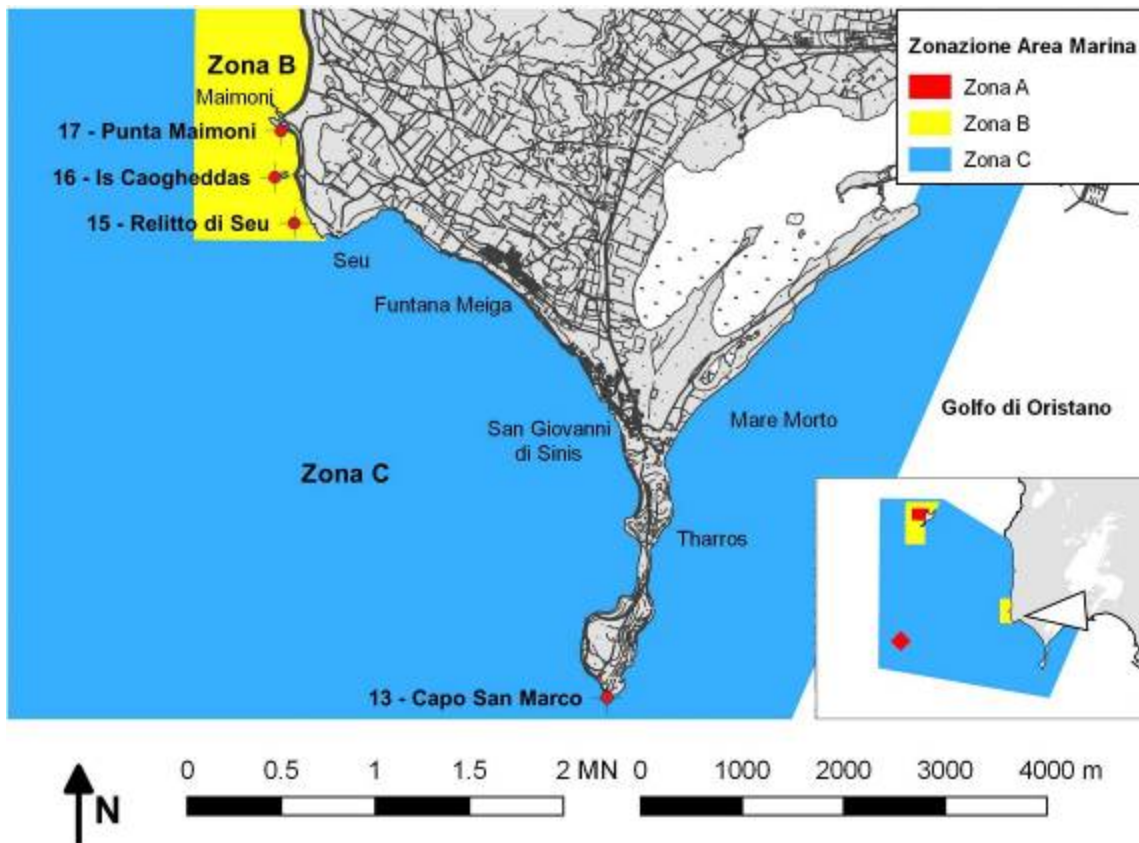 Zona B
Maimoni
17 - Punta Maimoni
16 - Is Caogheddas
15 - Relitto di Seu
Seu
Funtana Meiga
San Giovanni
di Sinis
Mare Morto
Golfo di Oristano
Zona C
Tharros
13 - Capo San Marco
Zonazione Area Marina
Zona A
Zona B
Zona C
N
0 0.5 1 1.5 2 MN
0 1000 2000 3000 4000 m